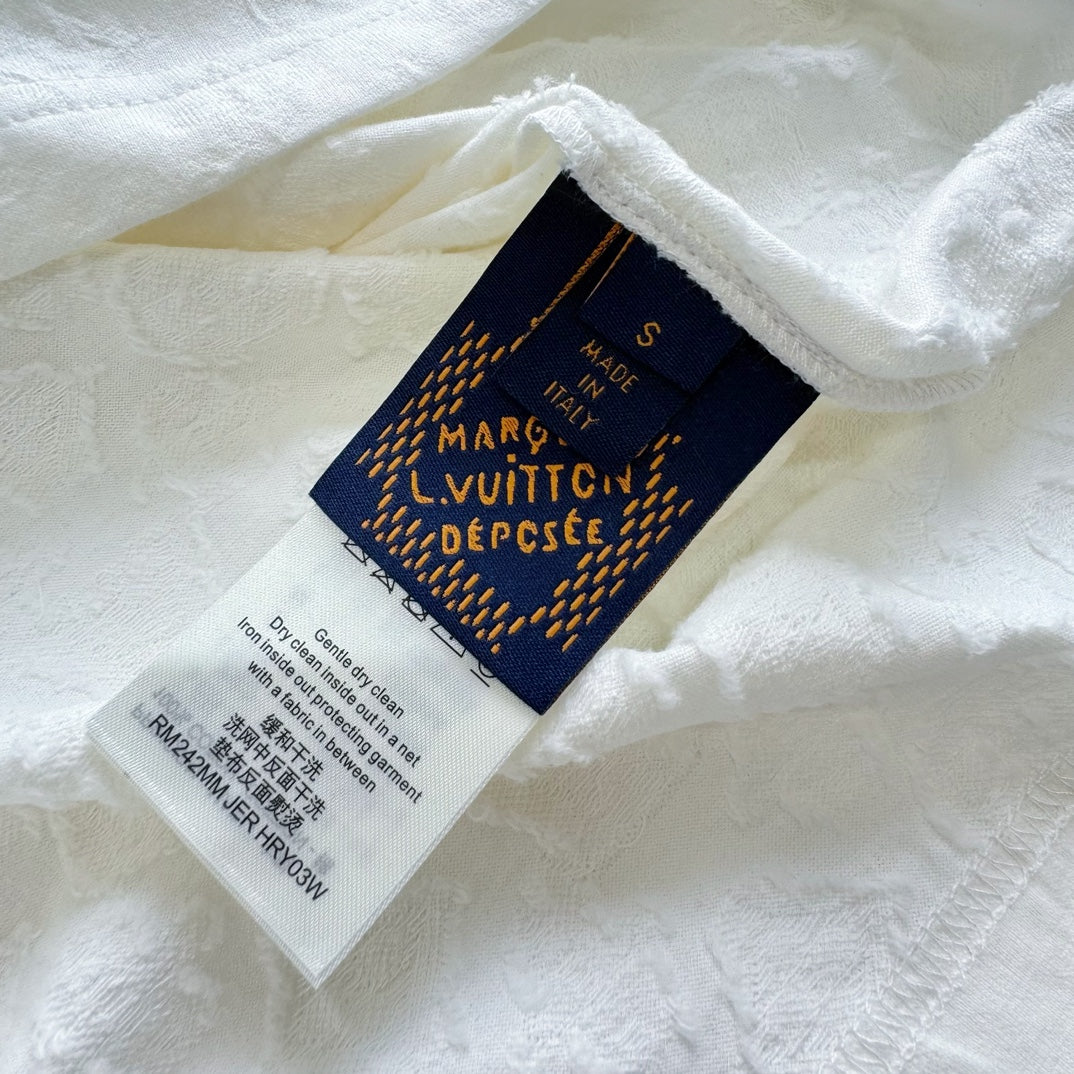 S
MADE
IN
ITALY
L.VUITTON
DÉPOSÉE
Gentle dry clean
Dry clean inside out in a net
Iron inside out protecting garment
with a fabric in between
缓和干洗
洗网中反面干洗
垫布反面熨烫
RM242MM JER HRY03W